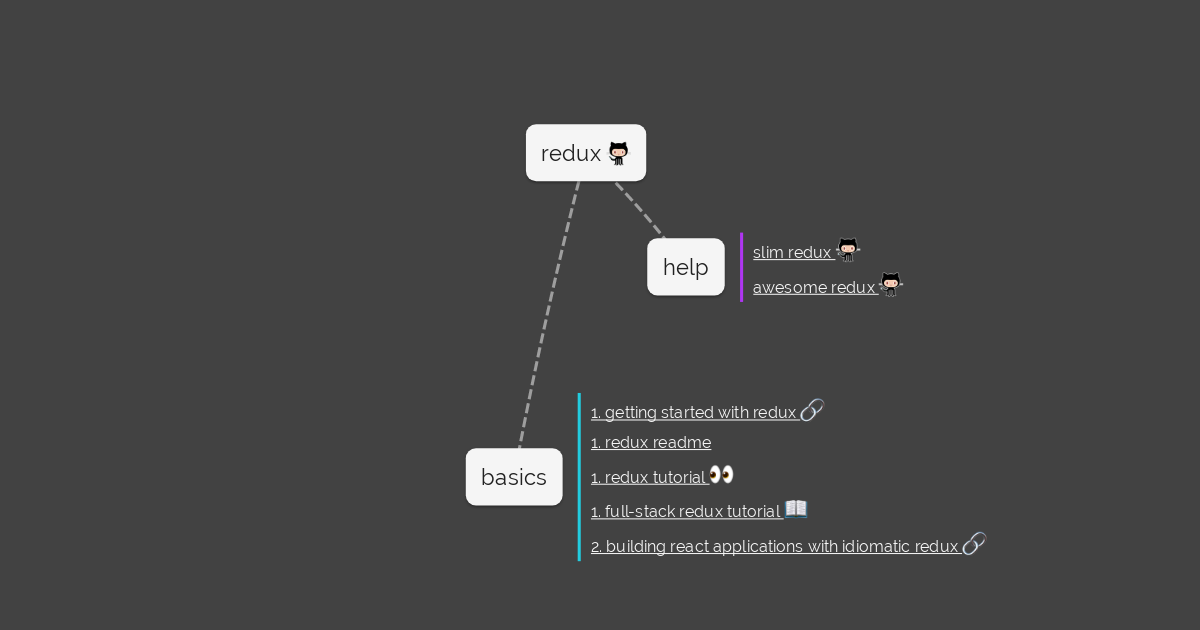 redux
help
slim redux
awesome redux
basics
1. getting started with redux
1. redux readme
1. redux tutorial
1. full-stack redux tutorial
2. building react applications with idiomatic redux